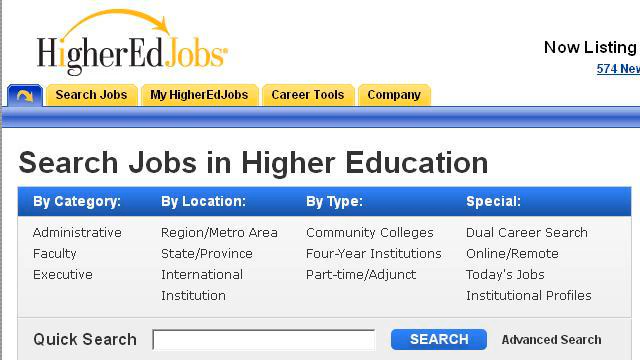 HigherEdJobs®
Now Listing
574 New
Search Jobs My HigherEdJobs Career Tools Company
Search Jobs in Higher Education
By Category: By Location: By Type: Special:
Administrative Region/Metro Area Community Colleges Dual Career Search
Faculty State/Province Four-Year Institutions Online/Remote
Executive International Part-time/Adjunct Today's Jobs
Institution Institutional Profiles
Quick Search SEARCH Advanced Search